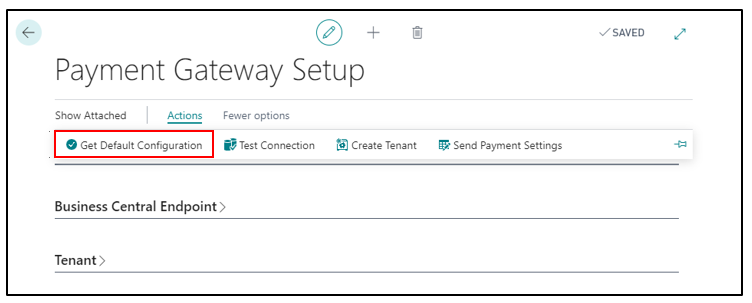 SAVED
Payment Gateway Setup
Show Attached Actions Fewer options
Get Default Configuration Test Connection Create Tenant Send Payment Settings
Business Central Endpoint
Tenant